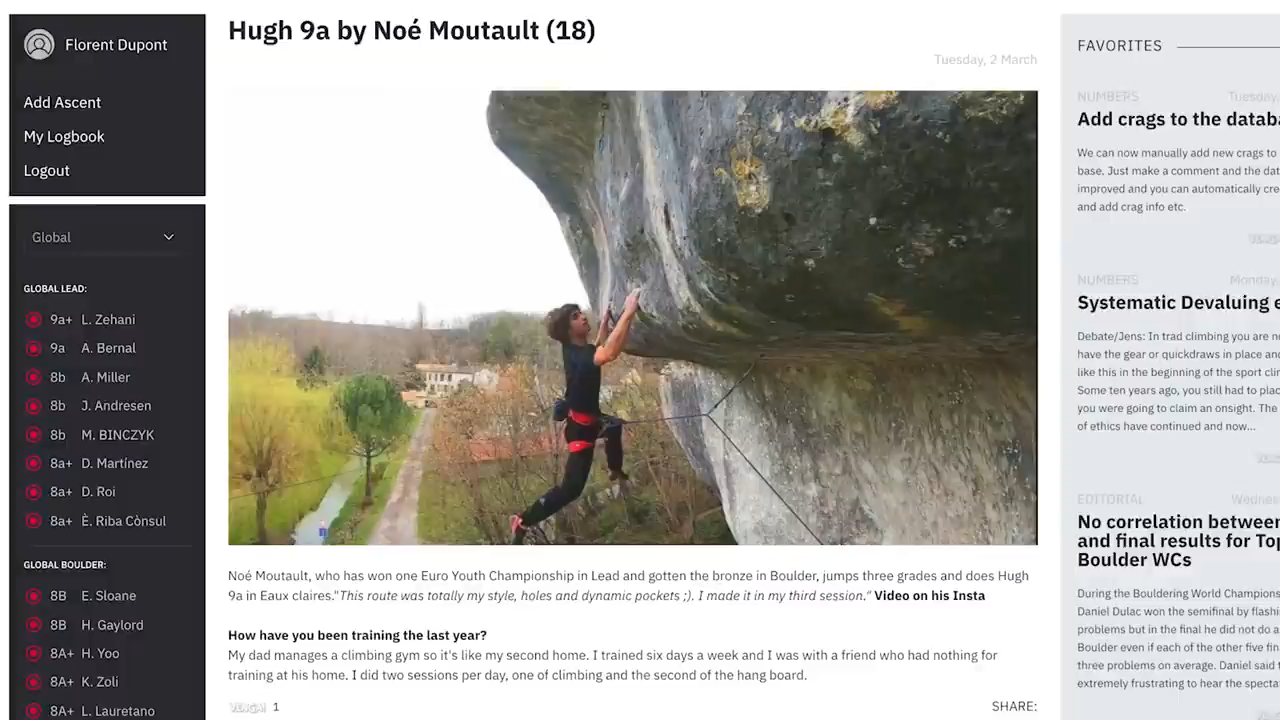 Florent Dupont
Add Ascent
My Logbook
Logout
Global
GLOBAL LEAD:
9a+ L. Zehani
9a A. Bernal
8b A. Miller
8b J. Andresen
8b M. BINCZYK
8a+ D. Martínez
8a+ D. Roi
8a+ È. Riba Cònsul
GLOBAL BOULDER:
8B E. Sloane
8B H. Gaylord
8A+ H. Yoo
8A+ K. Zoli
8A+ L. Lauretano
Hugh 9a by Noé Moutault (18)
Tuesday, 2 March
Noé Moutault, who has won one Euro Youth Championship in Lead and gotten the bronze in Boulder, jumps three grades and does Hugh
9a in Eaux claires."This route was totally my style, holes and dynamic pockets ;). I made it in my third session." Video on his Insta
How have you been training the last year?
My dad manages a climbing gym so it's like my second home. I trained six days a week and I was with a friend who had nothing for
training at his home. I did two sessions per day, one of climbing and the second of the hang board.
VENGA! 1
SHARE:
FAVORITES
NUMBERS Tuesday,
Add crags to the databa
We can now manually add new crags to
base. Just make a comment and the dat
improved and you can automatically cre
and add crag info etc.
NUMBERS Monday,
Systematic Devaluing
Debate/Jens: In trad climbing you are ne
have the gear or quickdraws in place and
like this in the beginning of the sport clim
Some ten years ago, you still had to plac
you were going to claim an onsight. The
of ethics have continued and now...
EDITORIAL Wednes
No correlation between
and final results for Top
Boulder WCs
During the Bouldering World Champions
Daniel Dulac won the semifinal by flashi
problems but in the final he did not do a
Boulder even if each of the other five fin
three problems on average. Daniel said t
extremely frustrating to hear the specta